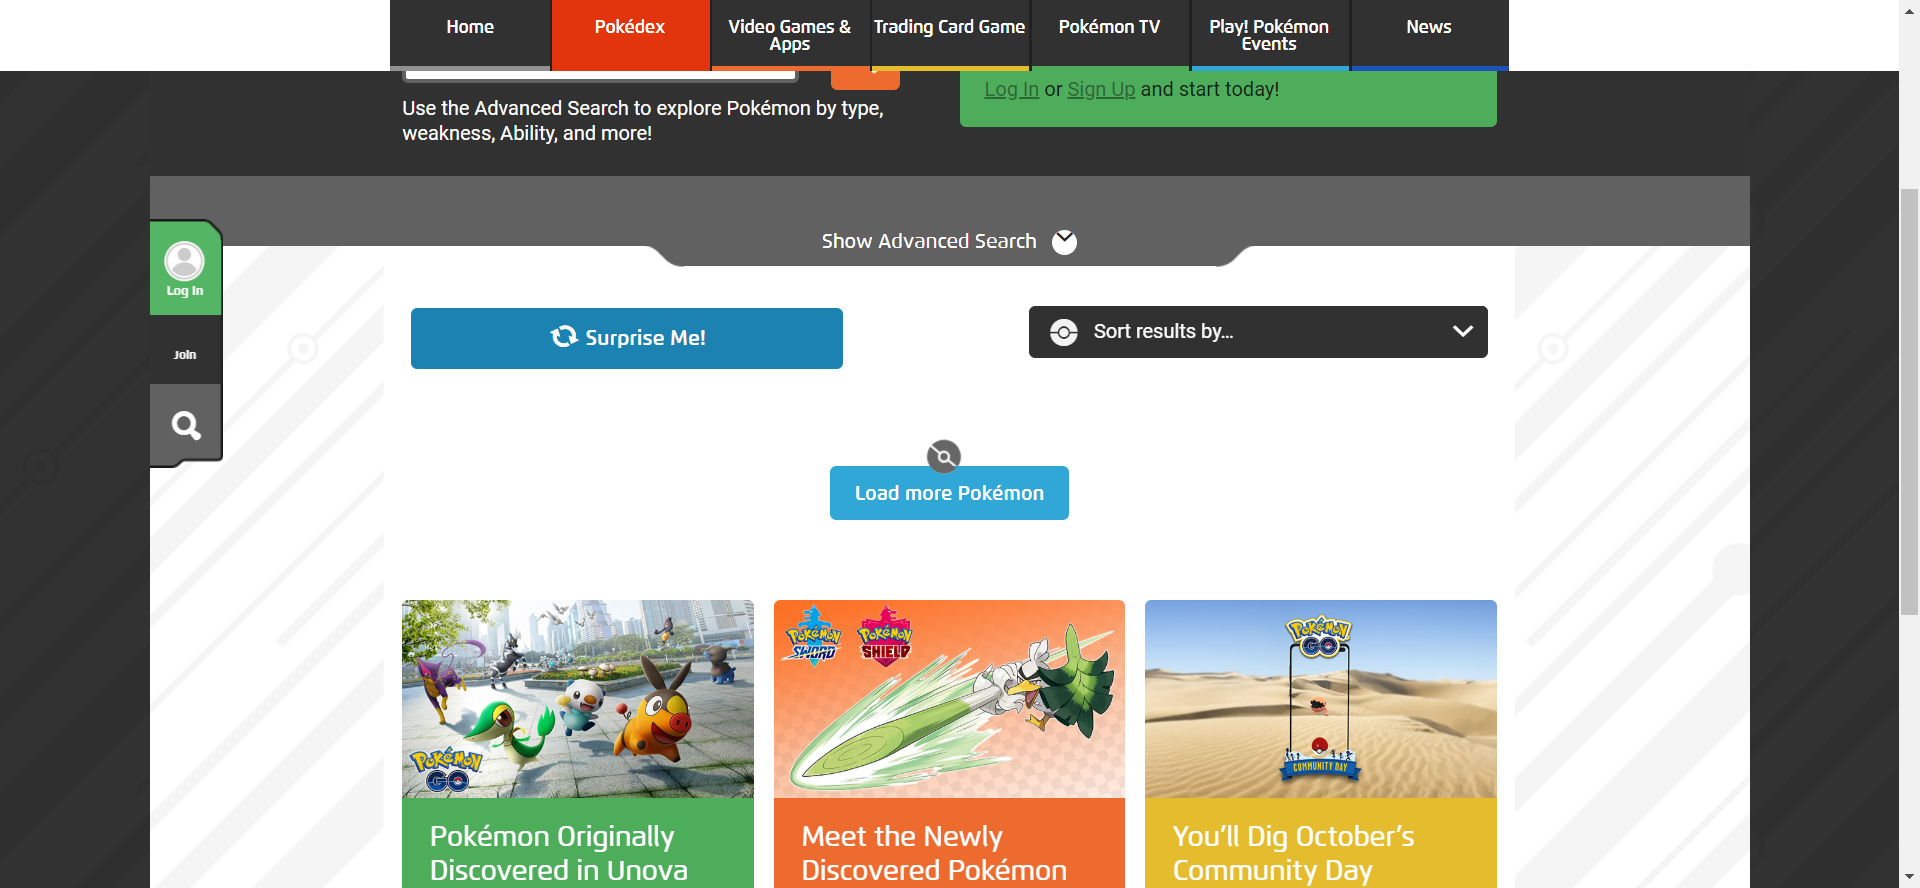 Home
Pokédex
Video Games &
Apps
Trading Card Game
Pokémon TV
Play! Pokémon
Events
News
Use the Advanced Search to explore Pokémon by type,
weakness, Ability, and more!
Log In or Sign Up and start today!
Show Advanced Search
Log In
Join
Surprise Me!
Sort results by...
Load more Pokémon
POKÉMON
GO
POKÉMON
SWORD
POKÉMON
SHIELD
POKÉMON
GO
COMMUNITY DAY
Pokémon Originally
Discovered in Unova
Meet the Newly
Discovered Pokémon
You’ll Dig October’s
Community Day